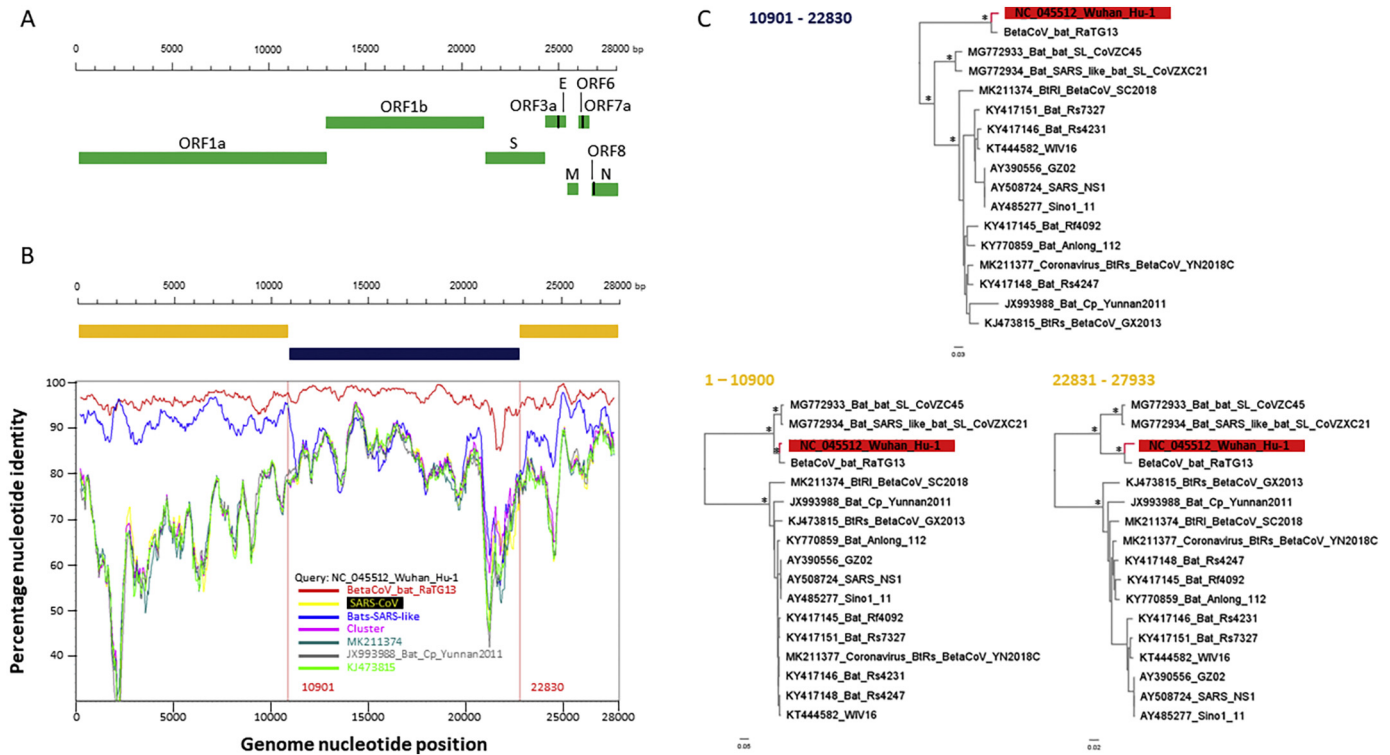 A
0 5000 10000 15000 20000 25000 28000 bp
E ORF6
ORF1b ORF3a ORF7a
ORF1a S ORF8
M N
B
0 5000 10000 15000 20000 25000 28000 bp
Percentage nucleotide identity
100
90
80
70
60
50
40
Query: NC_045512_Wuhan_Hu-1
BetaCoV_bat_RaTG13
SARS-CoV
Bats-SARS-like
Cluster
MK211374
JX993988_Bat_Cp_Yunnan2011
KJ473815
10901 22830
0 5000 10000 15000 20000 25000 28000
Genome nucleotide position
C
10901 - 22830
* NC_045512_Wuhan_Hu-1
BetaCoV_bat_RaTG13
MG772933_Bat_bat_SL_CoVZC45
* MG772934_Bat_SARS_like_bat_SL_CoVZXC21
MK211374_BtRl_BetaCoV_SC2018
* KY417151_Bat_Rs7327
KY417146_Bat_Rs4231
* KT444582_WIV16
AY390556_GZ02
AY508724_SARS_NS1
AY485277_Sino1_11
KY417145_Bat_Rf4092
KY770859_Bat_Anlong_112
MK211377_Coronavirus_BtRs_BetaCoV_YN2018C
KY417148_Bat_Rs4247
JX993988_Bat_Cp_Yunnan2011
KJ473815_BtRs_BetaCoV_GX2013
0.03
1 – 10900
MG772933_Bat_bat_SL_CoVZC45
* MG772934_Bat_SARS_like_bat_SL_CoVZXC21
* NC_045512_Wuhan_Hu-1
* BetaCoV_bat_RaTG13
MK211374_BtRl_BetaCoV_SC2018
* JX993988_Bat_Cp_Yunnan2011
KJ473815_BtRs_BetaCoV_GX2013
KY770859_Bat_Anlong_112
AY390556_GZ02
AY508724_SARS_NS1
AY485277_Sino1_11
KY417145_Bat_Rf4092
KY417151_Bat_Rs7327
MK211377_Coronavirus_BtRs_BetaCoV_YN2018C
KY417146_Bat_Rs4231
KY417148_Bat_Rs4247
KT444582_WIV16
0.05
22831 - 27933
MG772933_Bat_bat_SL_CoVZC45
* MG772934_Bat_SARS_like_bat_SL_CoVZXC21
* NC_045512_Wuhan_Hu-1
* BetaCoV_bat_RaTG13
KJ473815_BtRs_BetaCoV_GX2013
* JX993988_Bat_Cp_Yunnan2011
MK211374_BtRl_BetaCoV_SC2018
MK211377_Coronavirus_BtRs_BetaCoV_YN2018C
KY417148_Bat_Rs4247
KY417145_Bat_Rf4092
KY770859_Bat_Anlong_112
KY417146_Bat_Rs4231
KY417151_Bat_Rs7327
KT444582_WIV16
AY390556_GZ02
AY508724_SARS_NS1
AY485277_Sino1_11
0.02